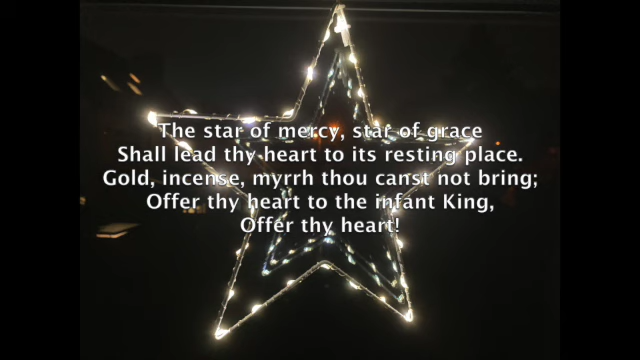 The star of mercy, star of grace
Shall lead thy heart to its resting place.
Gold, incense, myrrh thou canst not bring;
Offer thy heart to the infant King,
Offer thy heart!